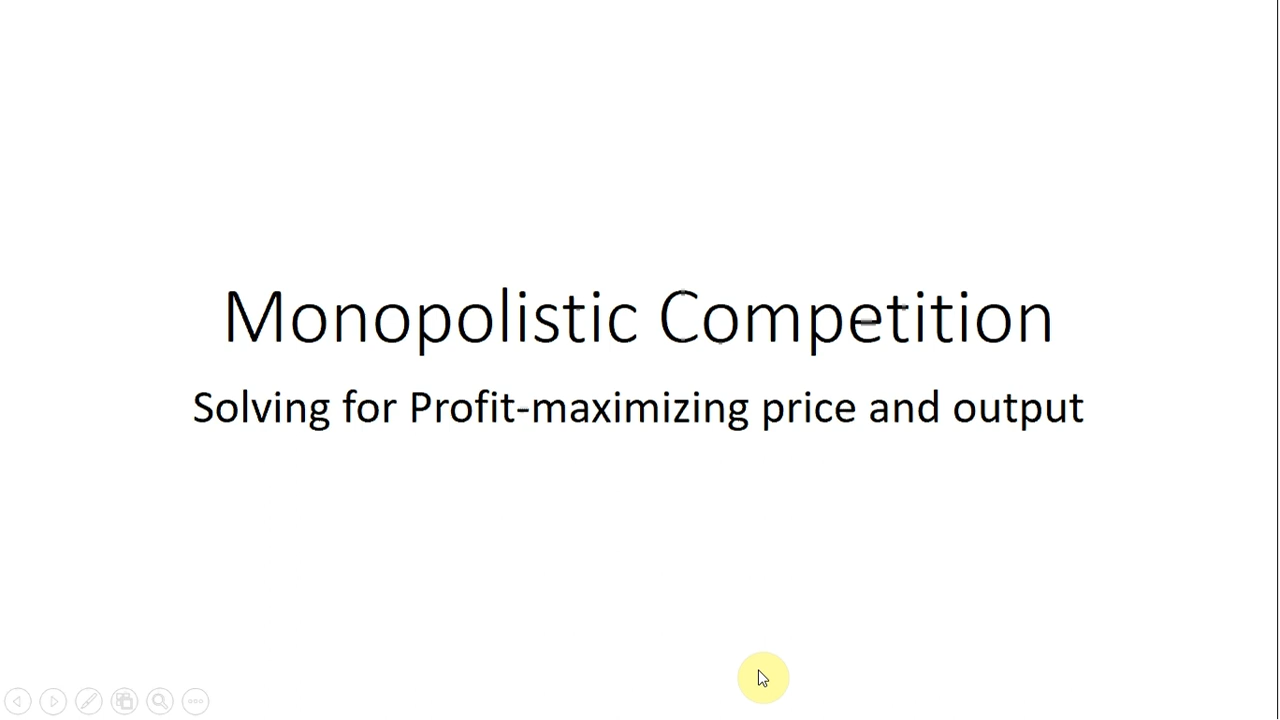 Monopolistic Competition
Solving for Profit-maximizing price and output